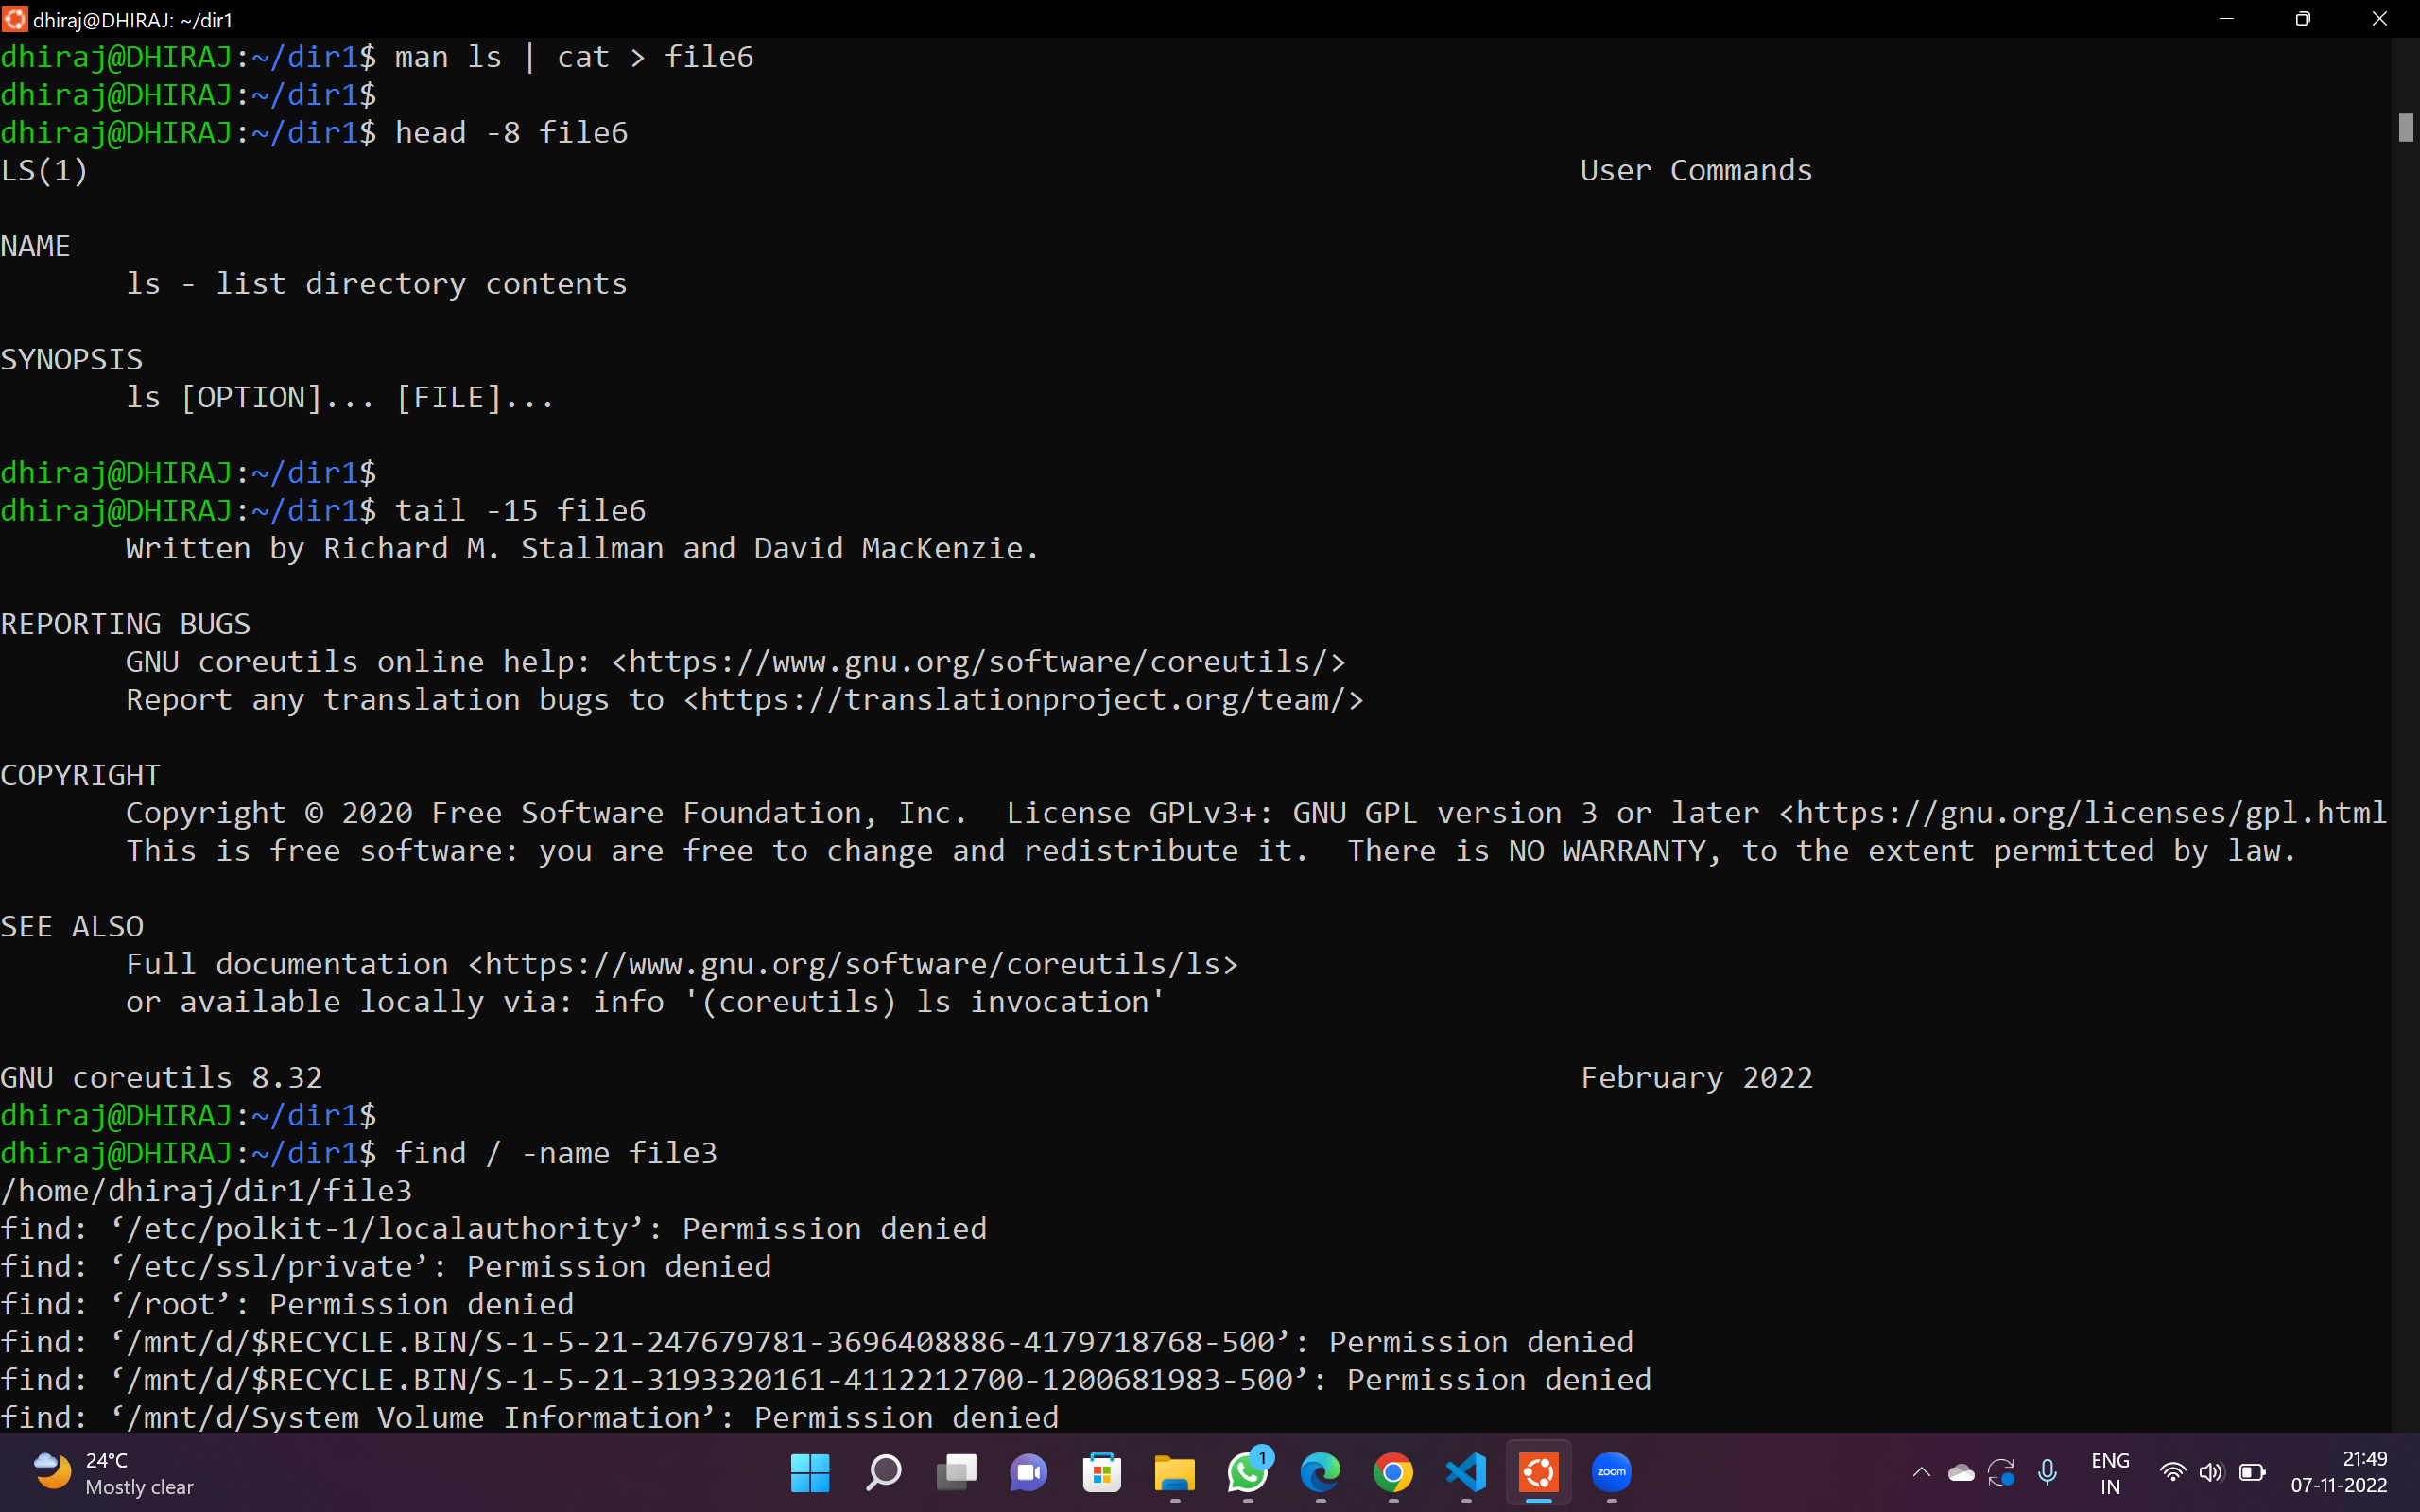 dhiraj@DHIRAJ: ~/dir1
dhiraj@DHIRAJ:~/dir1$ man ls | cat > file6
dhiraj@DHIRAJ:~/dir1$
dhiraj@DHIRAJ:~/dir1$ head -8 file6
LS(1) User Commands
NAME
ls - list directory contents
SYNOPSIS
ls [OPTION]... [FILE]...
dhiraj@DHIRAJ:~/dir1$
dhiraj@DHIRAJ:~/dir1$ tail -15 file6
Written by Richard M. Stallman and David MacKenzie.
REPORTING BUGS
GNU coreutils online help: <https://www.gnu.org/software/coreutils/>
Report any translation bugs to <https://translationproject.org/team/>
COPYRIGHT
Copyright © 2020 Free Software Foundation, Inc.  License GPLv3+: GNU GPL version 3 or later <https://gnu.org/licenses/gpl.html
This is free software: you are free to change and redistribute it.  There is NO WARRANTY, to the extent permitted by law.
SEE ALSO
Full documentation <https://www.gnu.org/software/coreutils/ls>
or available locally via: info '(coreutils) ls invocation'
GNU coreutils 8.32 February 2022
dhiraj@DHIRAJ:~/dir1$
dhiraj@DHIRAJ:~/dir1$ find / -name file3
/home/dhiraj/dir1/file3
find: ‘/etc/polkit-1/localauthority’: Permission denied
find: ‘/etc/ssl/private’: Permission denied
find: ‘/root’: Permission denied
find: ‘/mnt/d/$RECYCLE.BIN/S-1-5-21-247679781-3696408886-4179718768-500’: Permission denied
find: ‘/mnt/d/$RECYCLE.BIN/S-1-5-21-3193320161-4112212700-1200681983-500’: Permission denied
find: ‘/mnt/d/System Volume Information’: Permission denied
24°C
Mostly clear
1
zoom
ENG
IN
21:49
07-11-2022